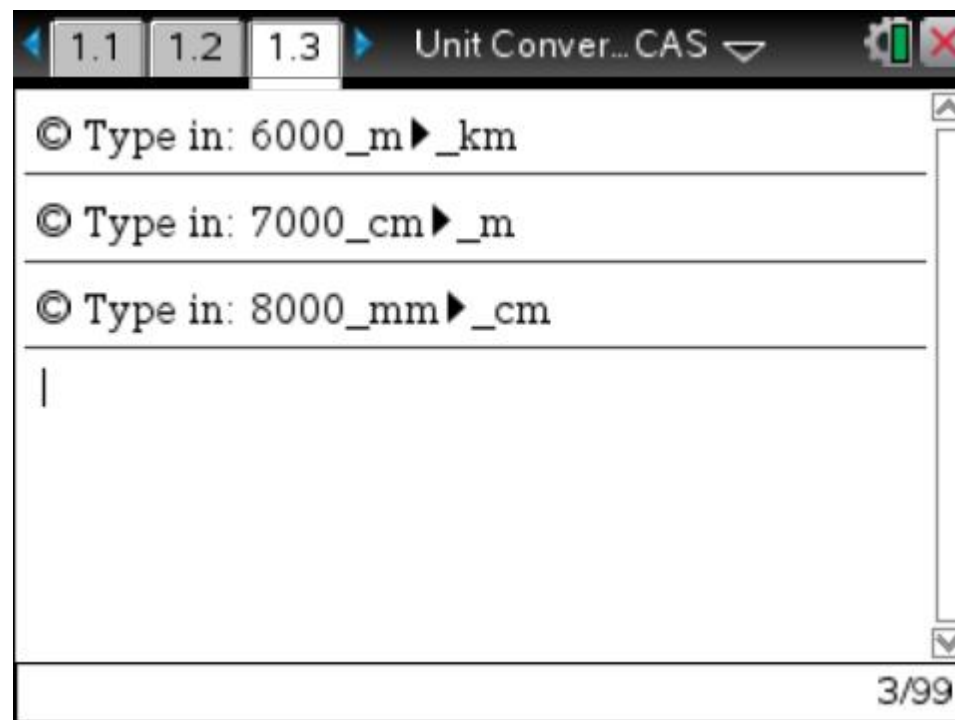 1.1 1.2 1.3 Unit Conver...CAS
© Type in: 6000_m▶_km
© Type in: 7000_cm▶_m
© Type in: 8000_mm▶_cm
3/99